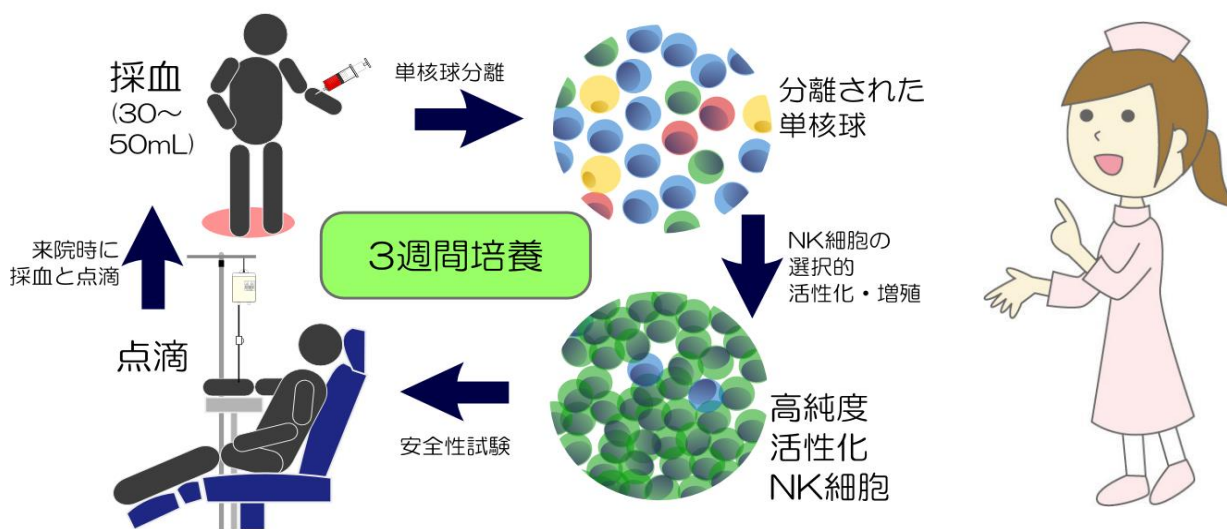 採血
(30～
50mL)
単核球分離
分離された
単核球
3週間培養
NK細胞の
選択的
活性化・増殖
高純度
活性化
NK細胞
安全性試験
点滴
来院時に
採血と点滴